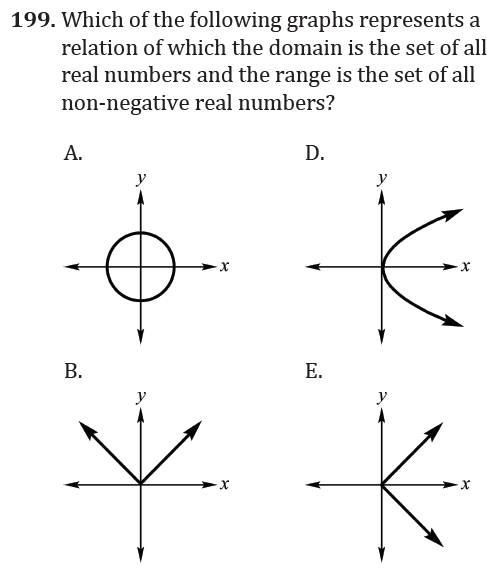 199. Which of the following graphs represents a
relation of which the domain is the set of all
real numbers and the range is the set of all
non-negative real numbers?
A.
y
x
D.
y
x
B.
y
x
E.
y
x